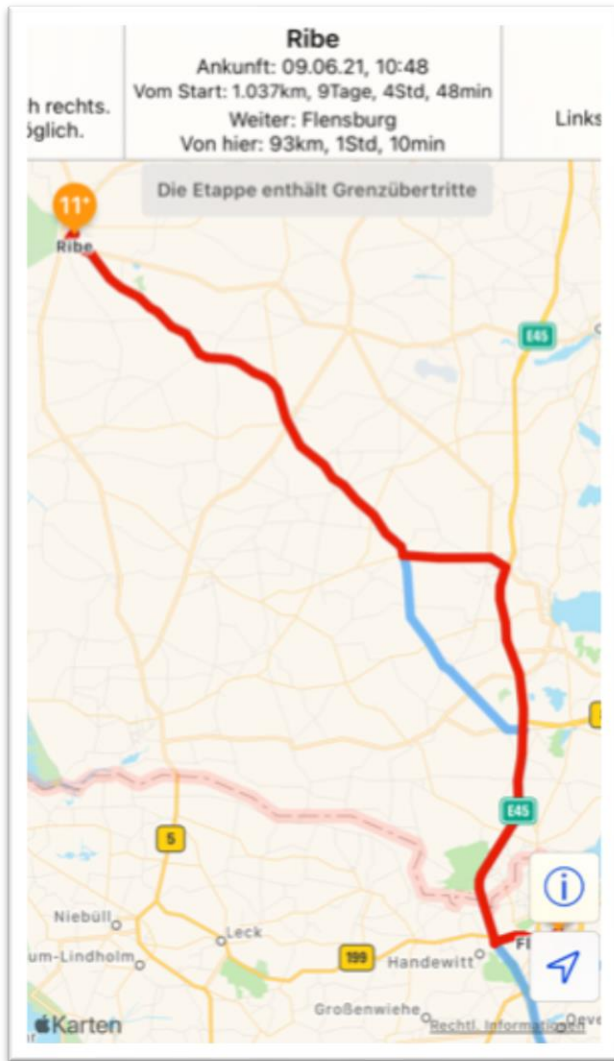 Ribe
Ankunft: 09.06.21, 10:48
Vom Start: 1.037km, 9Tage, 4Std, 48min
Weiter: Flensburg
Von hier: 93km, 1Std, 10min
h rechts.
öglich.
Links
Die Etappe enthält Grenzübertritte
11°
Ribe
E45
E45
5
Niebüll
Leck
um-Lindholm
199
Handewitt
Fl
Großenwiehe
Karten
Rechtl. Informationen